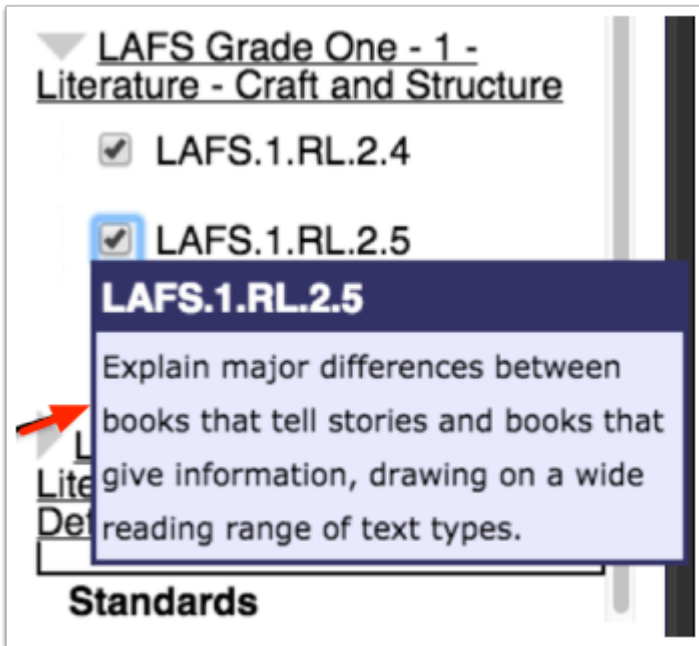 LAFS Grade One - 1 -
Literature - Craft and Structure
LAFS.1.RL.2.4
LAFS.1.RL.2.5
LAFS.1.RL.2.5
Explain major differences between
books that tell stories and books that
give information, drawing on a wide
reading range of text types.
Standards